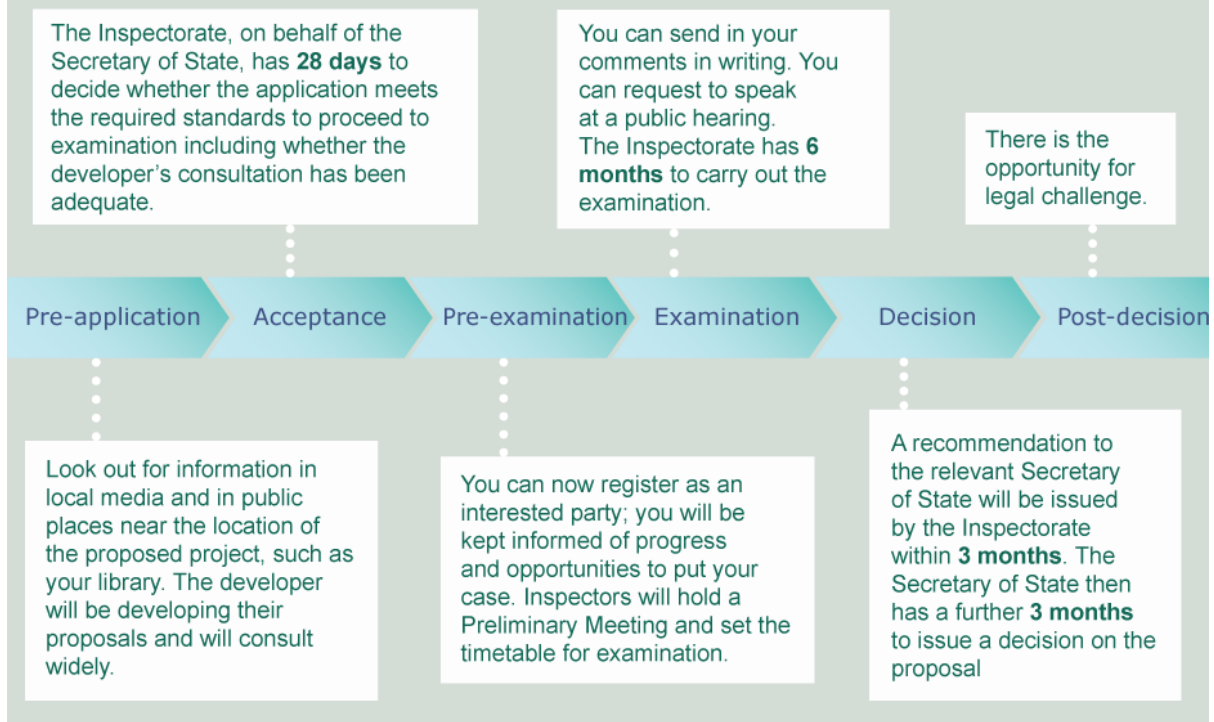 The Inspectorate, on behalf of the
Secretary of State, has 28 days to
decide whether the application meets
the required standards to proceed to
examination including whether the
developer's consultation has been
adequate.
You can send in your
comments in writing. You
can request to speak
at a public hearing.
The Inspectorate has 6
months to carry out the
examination.
There is the
opportunity for
legal challenge.
Pre-application
Acceptance
Pre-examination
Examination
Decision
Post-decision
Look out for information in
local media and in public
places near the location of
the proposed project, such as
your library. The developer
will be developing their
proposals and will consult
widely.
You can now register as an
interested party; you will be
kept informed of progress
and opportunities to put your
case. Inspectors will hold a
Preliminary Meeting and set the
timetable for examination.
A recommendation to
the relevant Secretary
of State will be issued
by the Inspectorate
within 3 months. The
Secretary of State then
has a further 3 months
to issue a decision on the
proposal